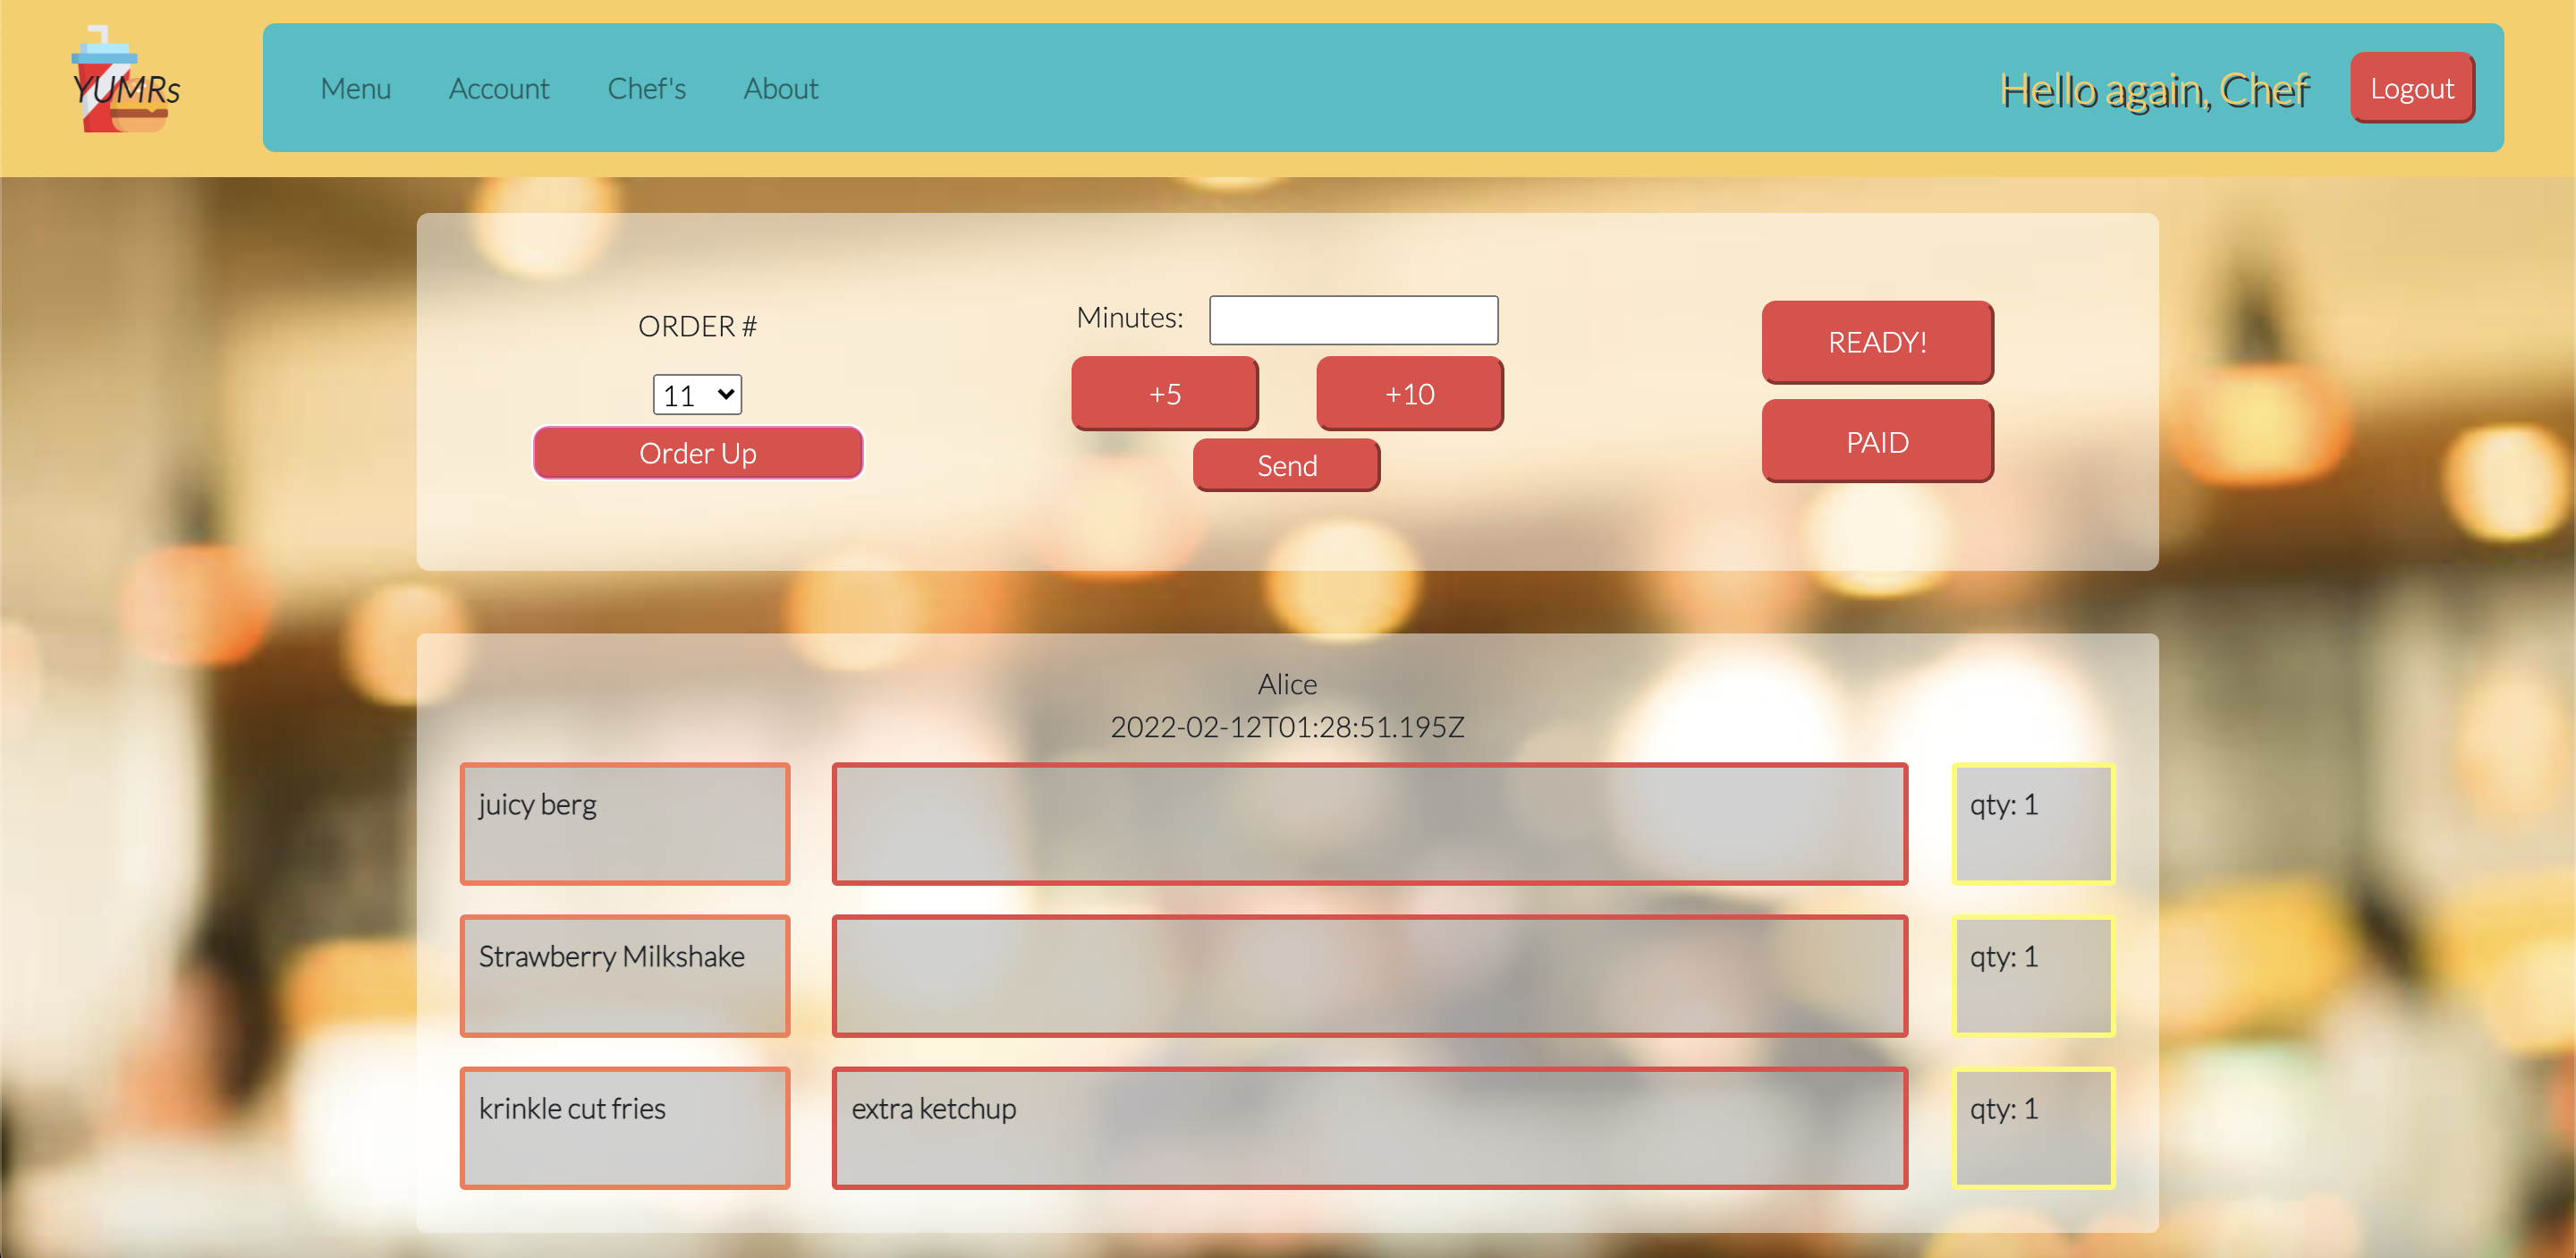 YUMRs
Menu Account Chef's About
Hello again, Chef
Logout
ORDER #
11
Order Up
Minutes:
+5 +10
Send
READY!
PAID
Alice
2022-02-12T01:28:51.195Z
juicy berg qty: 1
Strawberry Milkshake qty: 1
krinkle cut fries extra ketchup qty: 1